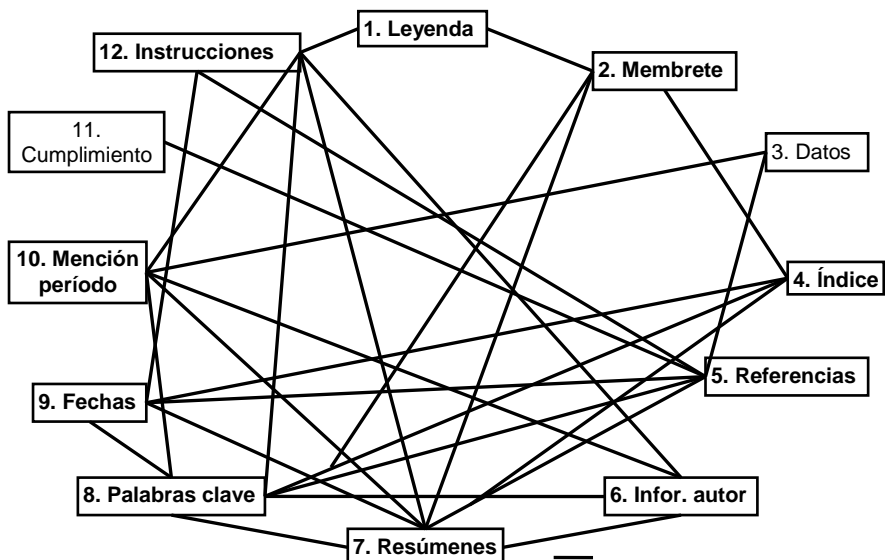 1. Leyenda
12. Instrucciones
2. Membrete
11.
Cumplimiento
3. Datos
10. Mención
período
4. Índice
5. Referencias
9. Fechas
8. Palabras clave
6. Infor. autor
7. Resúmenes